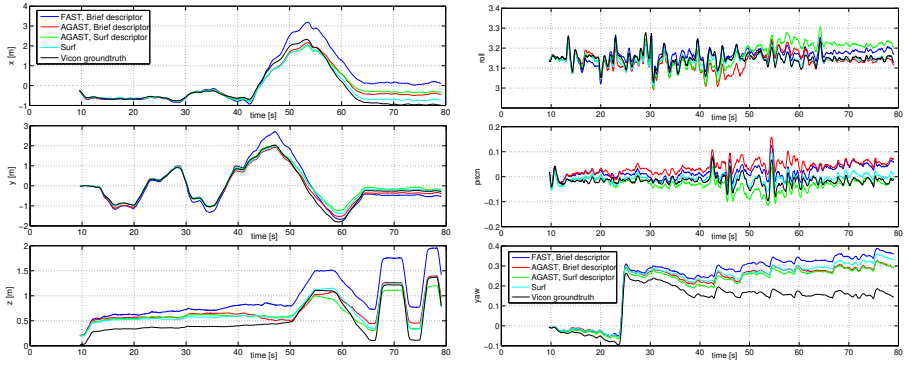 FAST, Brief descriptor
AGAST, Brief descriptor
AGAST, Surf descriptor
Surf
Vicon groundtruth
x [m]
4
3
2
1
0
−1
0 10 20 30 40 50 60 70 80
time [s]
y [m]
4
2
0
−2
0 10 20 30 40 50 60 70 80
time [s]
z [m]
2
1.5
1
0.5
0
0 10 20 30 40 50 60 70 80
time [s]
roll
3.3
3.2
3.1
3
0 10 20 30 40 50 60 70 80
time [s]
pitch
0.2
0.1
0
−0.1
−0.2
0 10 20 30 40 50 60 70 80
time [s]
FAST, Brief descriptor
AGAST, Brief descriptor
AGAST, Surf descriptor
Surf
Vicon groundtruth
yaw
0.4
0.3
0.2
0.1
0
−0.1
0 10 20 30 40 50 60 70 80
time [s]